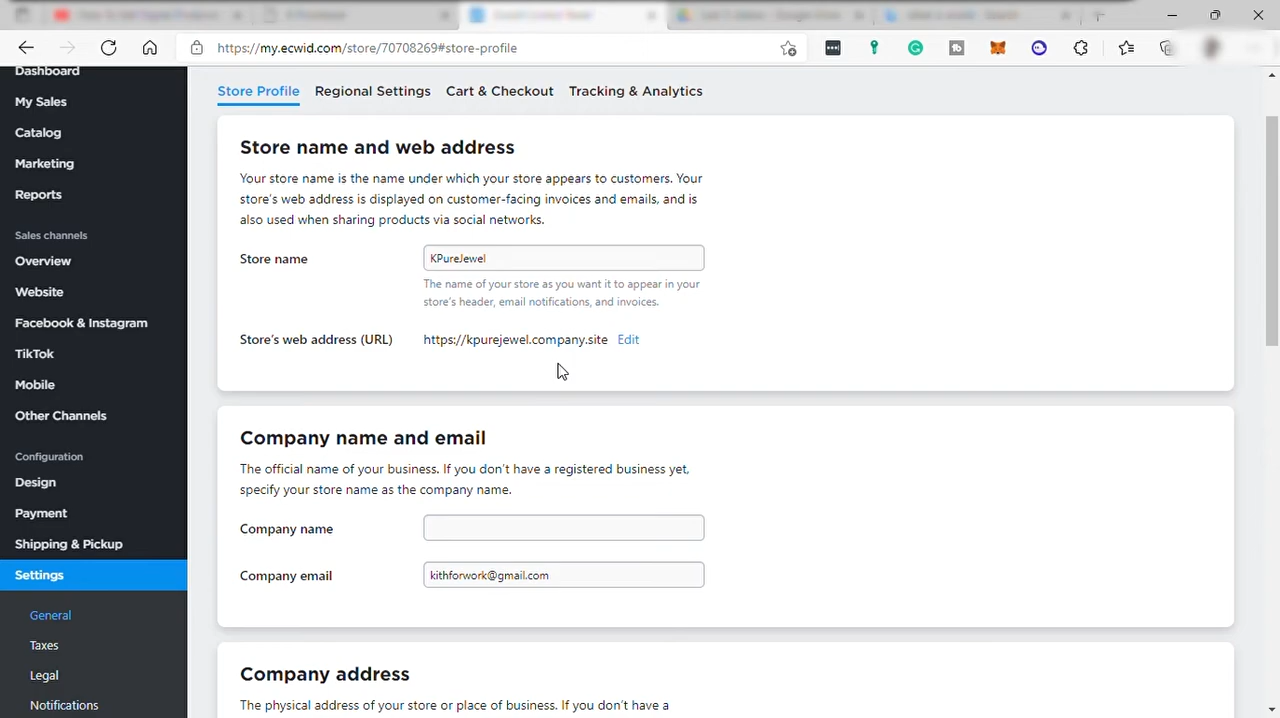 https://my.ecwid.com/store/70708269#store-profile
Dashboard
My Sales
Catalog
Marketing
Reports
Sales channels
Overview
Website
Facebook & Instagram
TikTok
Mobile
Other Channels
Configuration
Design
Payment
Shipping & Pickup
Settings
General
Taxes
Legal
Notifications
Store Profile Regional Settings Cart & Checkout Tracking & Analytics
Store name and web address
Your store name is the name under which your store appears to customers. Your
store's web address is displayed on customer-facing invoices and emails, and is
also used when sharing products via social networks.
Store name KPureJewel
The name of your store as you want it to appear in your
store's header, email notifications, and invoices.
Store's web address (URL) https://kpurejewel.company.site Edit
Company name and email
The official name of your business. If you don't have a registered business yet,
specify your store name as the company name.
Company name
Company email kithforwork@gmail.com
Company address
The physical address of your store or place of business. If you don't have a